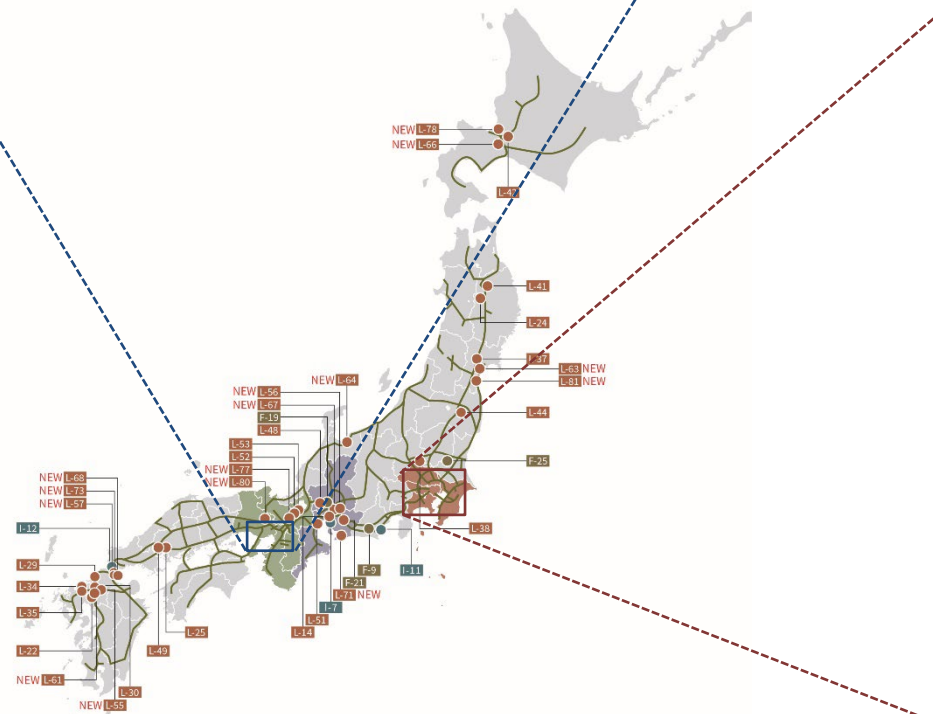 NEW L-78
NEW L-66
L-47
L-41
L-24
L-37
L-63 NEW
L-81 NEW
NEW L-64
NEW L-56
NEW L-67
F-19
L-48
L-44
L-53
L-52
NEW L-77
NEW L-80
F-25
NEW L-68
NEW L-73
NEW L-57
I-12
L-38
L-29
F-9
I-11
L-34
F-21
L-71 NEW
L-35
I-7
L-51
L-25
L-14
L-22
L-49
NEW L-61
L-30
NEW L-55